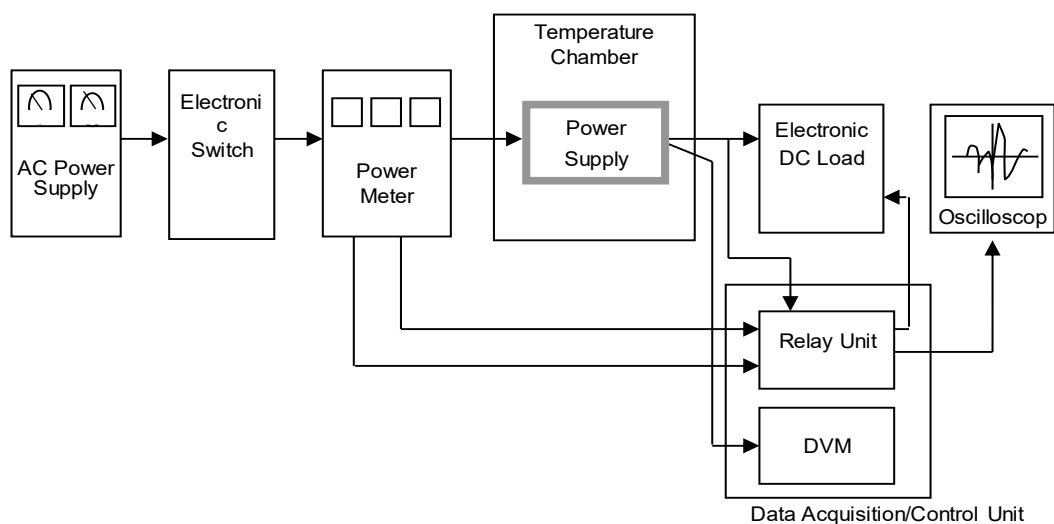 AC Power
Supply
Electroni
c
Switch
Power
Meter
Temperature
Chamber
Power
Supply
Electronic
DC Load
Oscilloscop
Relay Unit
DVM
Data Acquisition/Control Unit